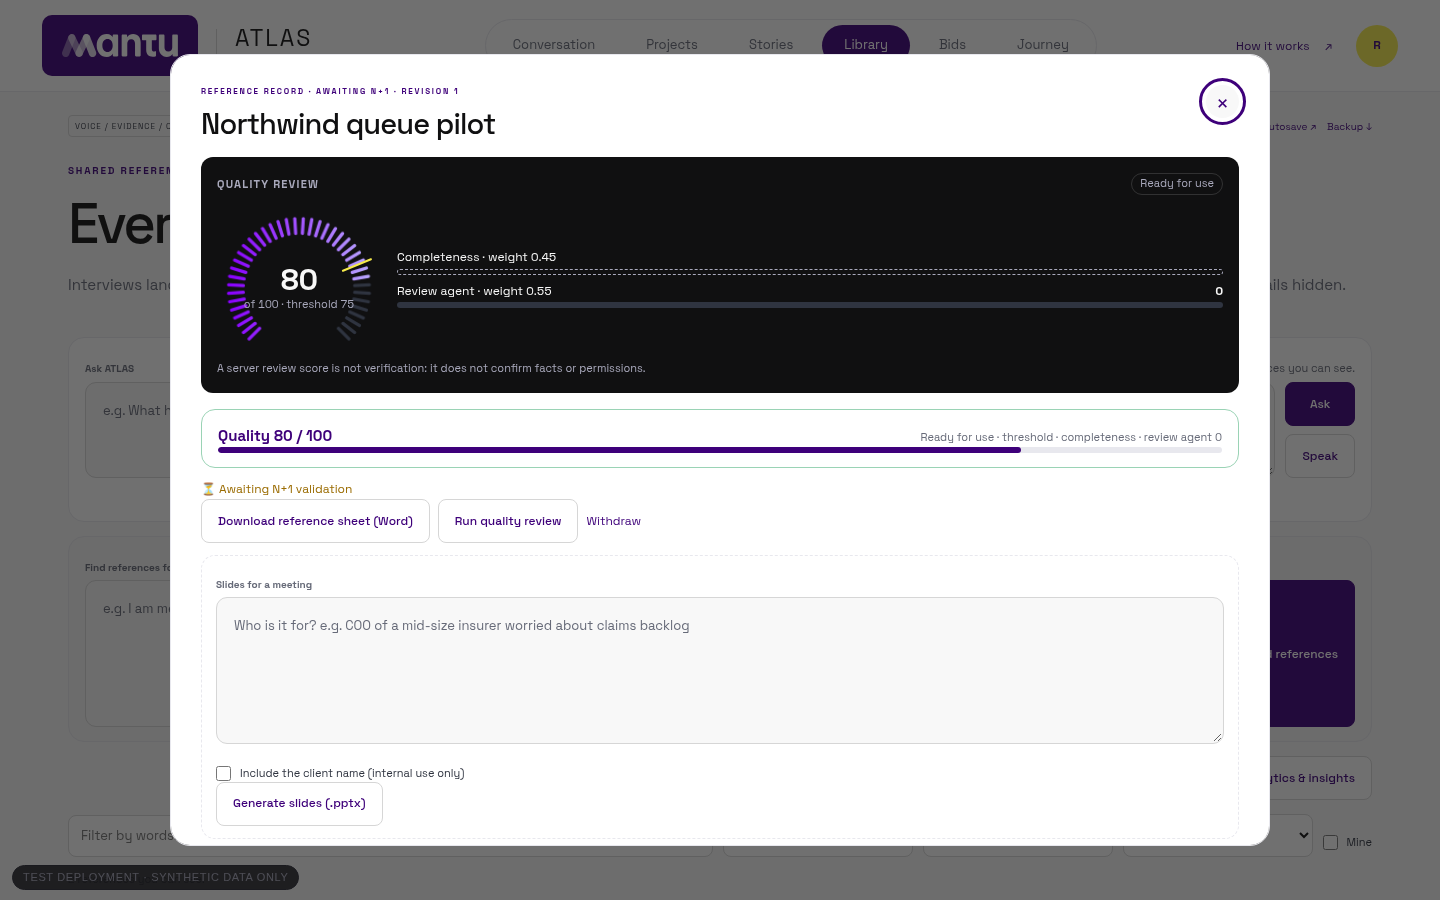 mantu
ATLAS
Conversation
Projects
Stories
Library
Bids
Journey
How it works ↗
R
VOICE / EVIDENCE /
utosave ↗
Backup ↓
SHARED REFEREN
Ever
Interviews lan
ils hidden.
Ask ATLAS
ces you can see.
e.g. What h
Ask
Speak
Find references fo
e.g. I am me
references
ytics & insights
Filter by words
Mine
TEST DEPLOYMENT · SYNTHETIC DATA ONLY
REFERENCE RECORD · AWAITING N+1 · REVISION 1
×
Northwind queue pilot
QUALITY REVIEW
Ready for use
80
of 100 · threshold 75
Completeness · weight 0.45
Review agent · weight 0.55
0
A server review score is not verification: it does not confirm facts or permissions.
Quality 80 / 100
Ready for use · threshold · completeness · review agent 0
⏳ Awaiting N+1 validation
Download reference sheet (Word)
Run quality review
Withdraw
Slides for a meeting
Who is it for? e.g. COO of a mid-size insurer worried about claims backlog
Include the client name (internal use only)
Generate slides (.pptx)